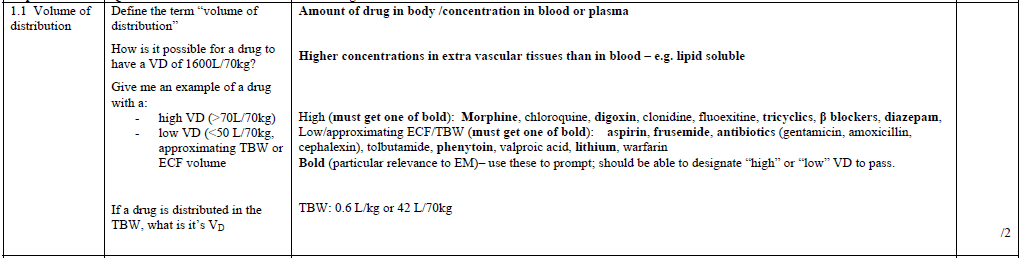 1.1 Volume of distribution
Define the term “volume of distribution”
Amount of drug in body /concentration in blood or plasma
How is it possible for a drug to have a VD of 1600L/70kg?
Higher concentrations in extra vascular tissues than in blood – e.g. lipid soluble
Give me an example of a drug with a:
- high VD (>70L/70kg)
- low VD (<50 L/70kg, approximating TBW or ECF volume
High (must get one of bold): Morphine, chloroquine, digoxin, clonidine, fluoexitine, tricyclics, β blockers, diazepam,
Low/approximating ECF/TBW (must get one of bold): aspirin, frusemide, antibiotics (gentamicin, amoxicillin,
cephalexin), tolbutamide, phenytoin, valproic acid, lithium, warfarin
Bold (particular relevance to EM)– use these to prompt; should be able to designate “high” or “low” VD to pass.
If a drug is distributed in the TBW, what is it’s VD
TBW: 0.6 L/kg or 42 L/70kg
/2